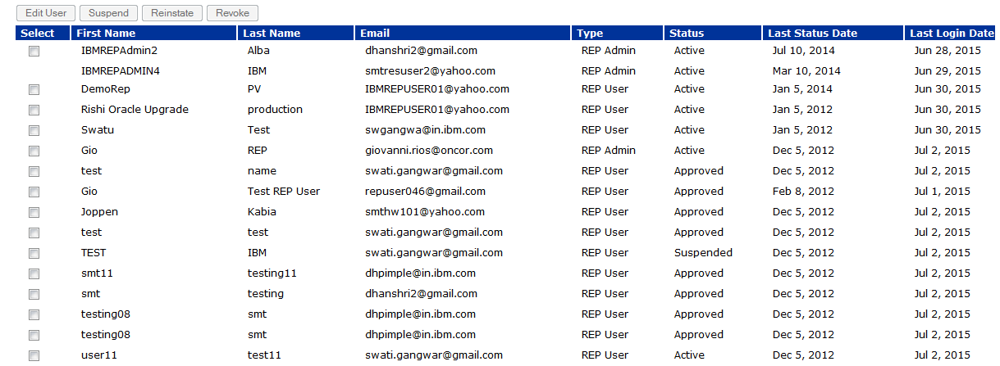 Edit User Suspend Reinstate Revoke
Select First Name Last Name Email Type Status Last Status Date Last Login Date
IBMREPAdmin2 Alba dhanshri2@gmail.com REP Admin Active Jul 10, 2014 Jun 28, 2015
IBMREPADMIN4 IBM smtresuser2@yahoo.com REP Admin Active Mar 10, 2014 Jun 29, 2015
DemoRep PV IBMREPUSER01@yahoo.com REP User Active Jan 5, 2014 Jun 30, 2015
Rishi Oracle Upgrade production IBMREPUSER01@yahoo.com REP User Active Jan 5, 2012 Jun 30, 2015
Swatu Test swgangwa@in.ibm.com REP User Active Jan 5, 2012 Jun 30, 2015
Gio REP giovanni.rios@oncor.com REP Admin Active Dec 5, 2012 Jul 2, 2015
test name swati.gangwar@gmail.com REP User Approved Dec 5, 2012 Jul 2, 2015
Gio Test REP User repuser046@gmail.com REP User Approved Feb 8, 2012 Jul 1, 2015
Joppen Kabia smthw101@yahoo.com REP User Approved Dec 5, 2012 Jul 2, 2015
test test swati.gangwar@gmail.com REP User Approved Dec 5, 2012 Jul 2, 2015
TEST IBM swati.gangwar@gmail.com REP User Suspended Dec 5, 2012 Jul 2, 2015
smt11 testing11 dhpimple@in.ibm.com REP User Approved Dec 5, 2012 Jul 2, 2015
smt testing dhanshri2@gmail.com REP User Approved Dec 5, 2012 Jul 2, 2015
testing08 smt dhpimple@in.ibm.com REP User Approved Dec 5, 2012 Jul 2, 2015
testing08 smt dhpimple@in.ibm.com REP User Approved Dec 5, 2012 Jul 2, 2015
user11 test11 swati.gangwar@gmail.com REP User Active Dec 5, 2012 Jul 2, 2015